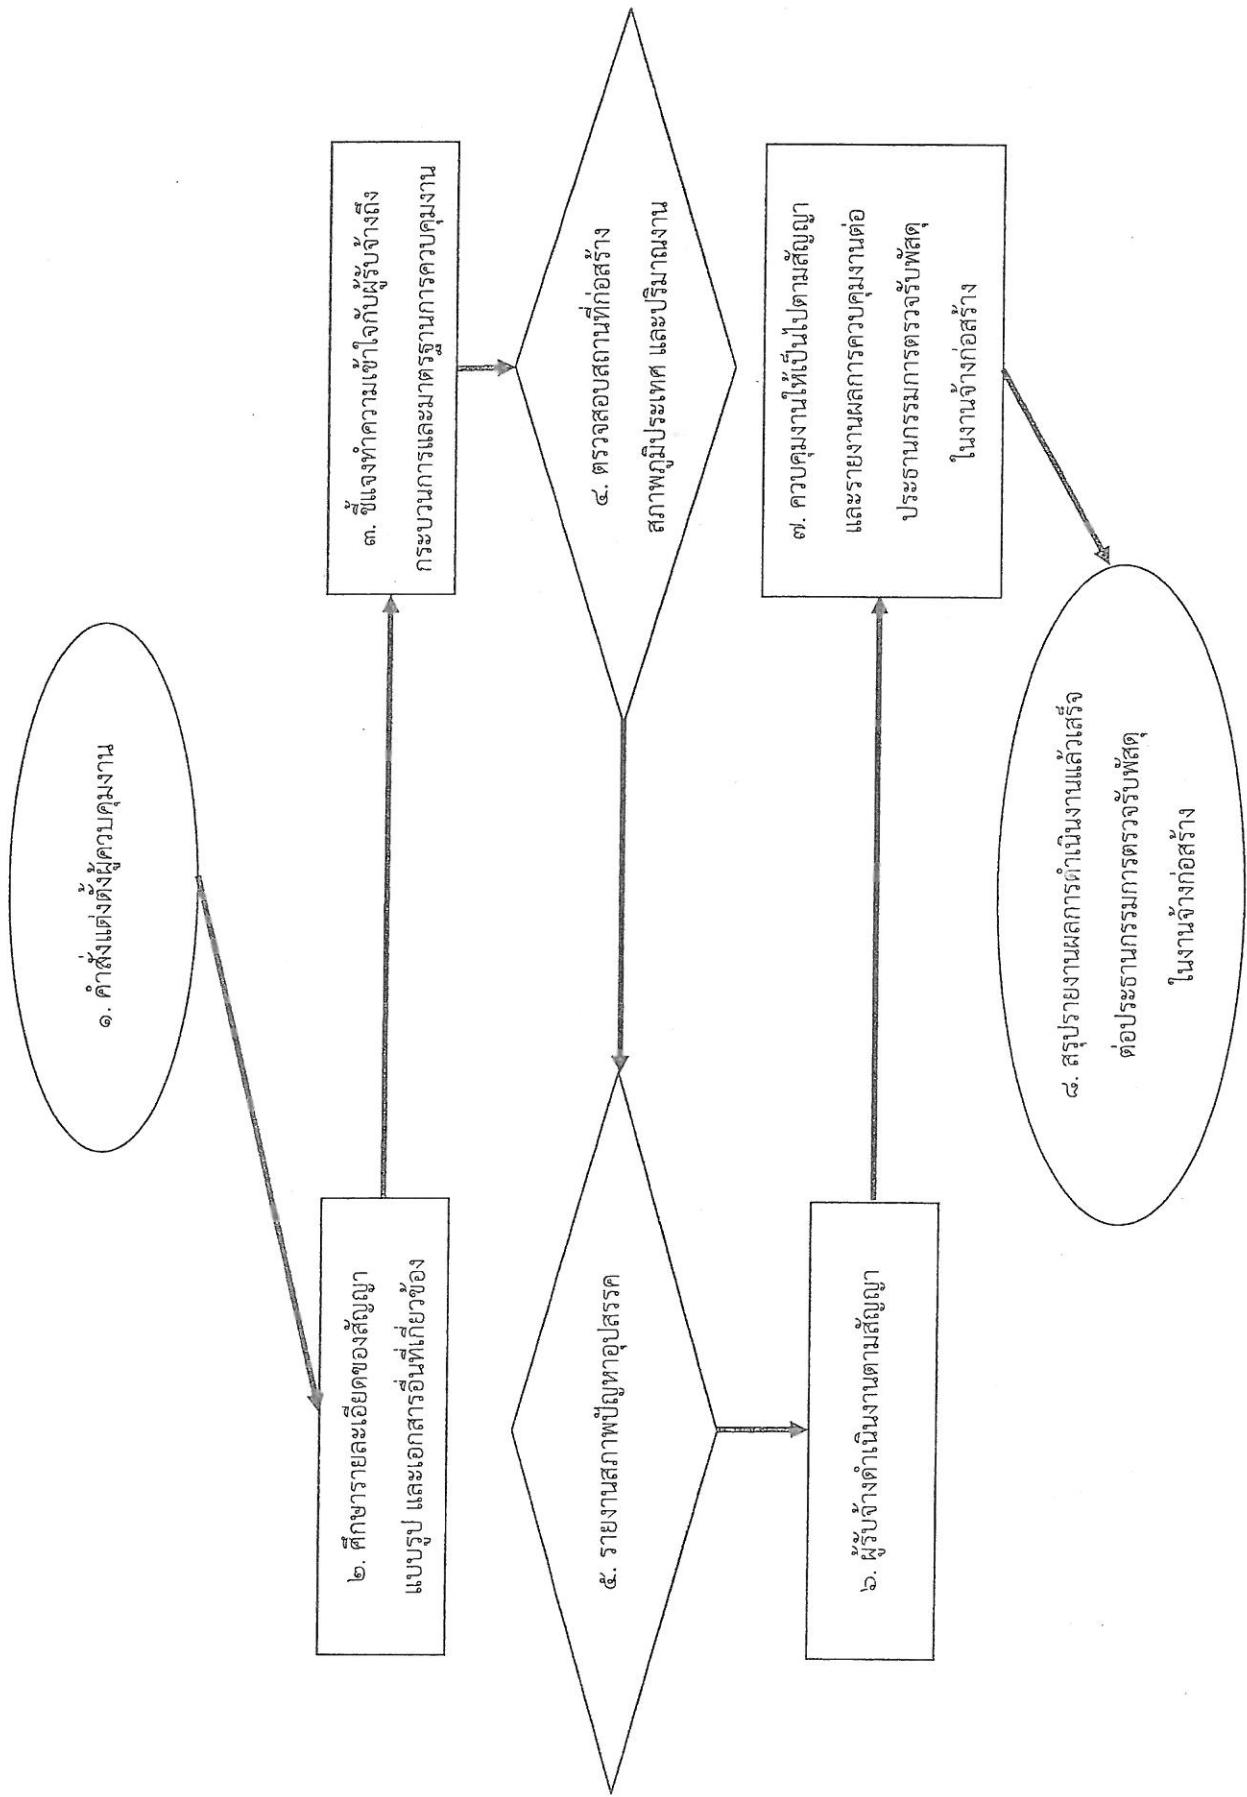 ๑. คำสั่งแต่งตั้งผู้ควบคุมงาน
๒. ศึกษารายละเอียดของสัญญา
แบบรูป และเอกสารอื่นที่เกี่ยวข้อง
๓. ชี้แจงทำความเข้าใจกับผู้รับจ้างถึง
กระบวนการและมาตรฐานการควบคุมงาน
๔. ตรวจสอบสถานที่ก่อสร้าง
สภาพภูมิประเทศ และปริมาณงาน
๕. รายงานสภาพปัญหาอุปสรรค
๖. ผู้รับจ้างดำเนินงานตามสัญญา
๗. ควบคุมงานให้เป็นไปตามสัญญา
และรายงานผลการควบคุมงานต่อ
ประธานกรรมการตรวจรับพัสดุ
ในงานจ้างก่อสร้าง
๘. สรุปรายงานผลการดำเนินงานแล้วเสร็จ
ต่อประธานกรรมการตรวจรับพัสดุ
ในงานจ้างก่อสร้าง